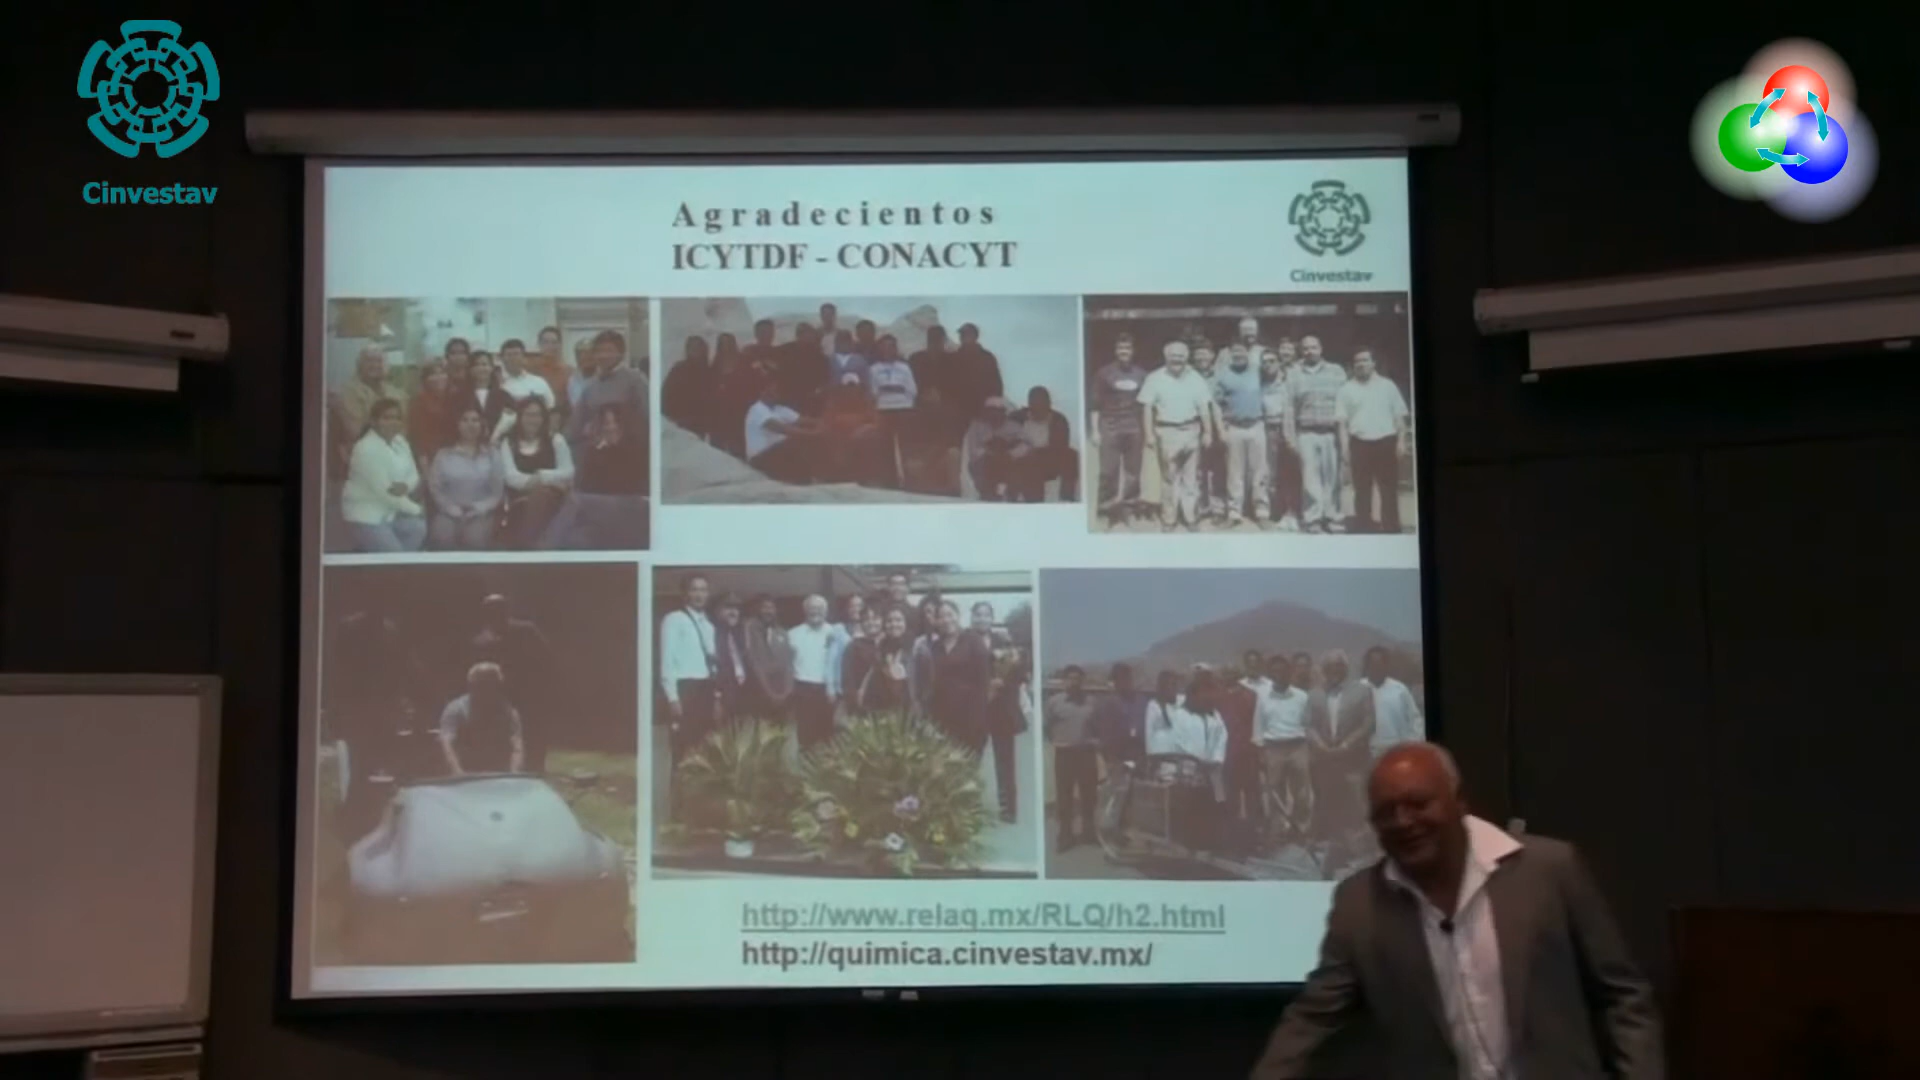 Cinvestav
Agradecientos
ICYTDF - CONACYT
Cinvestav
http://www.relaq.mx/RLQ/h2.html
http://quimica.cinvestav.mx/